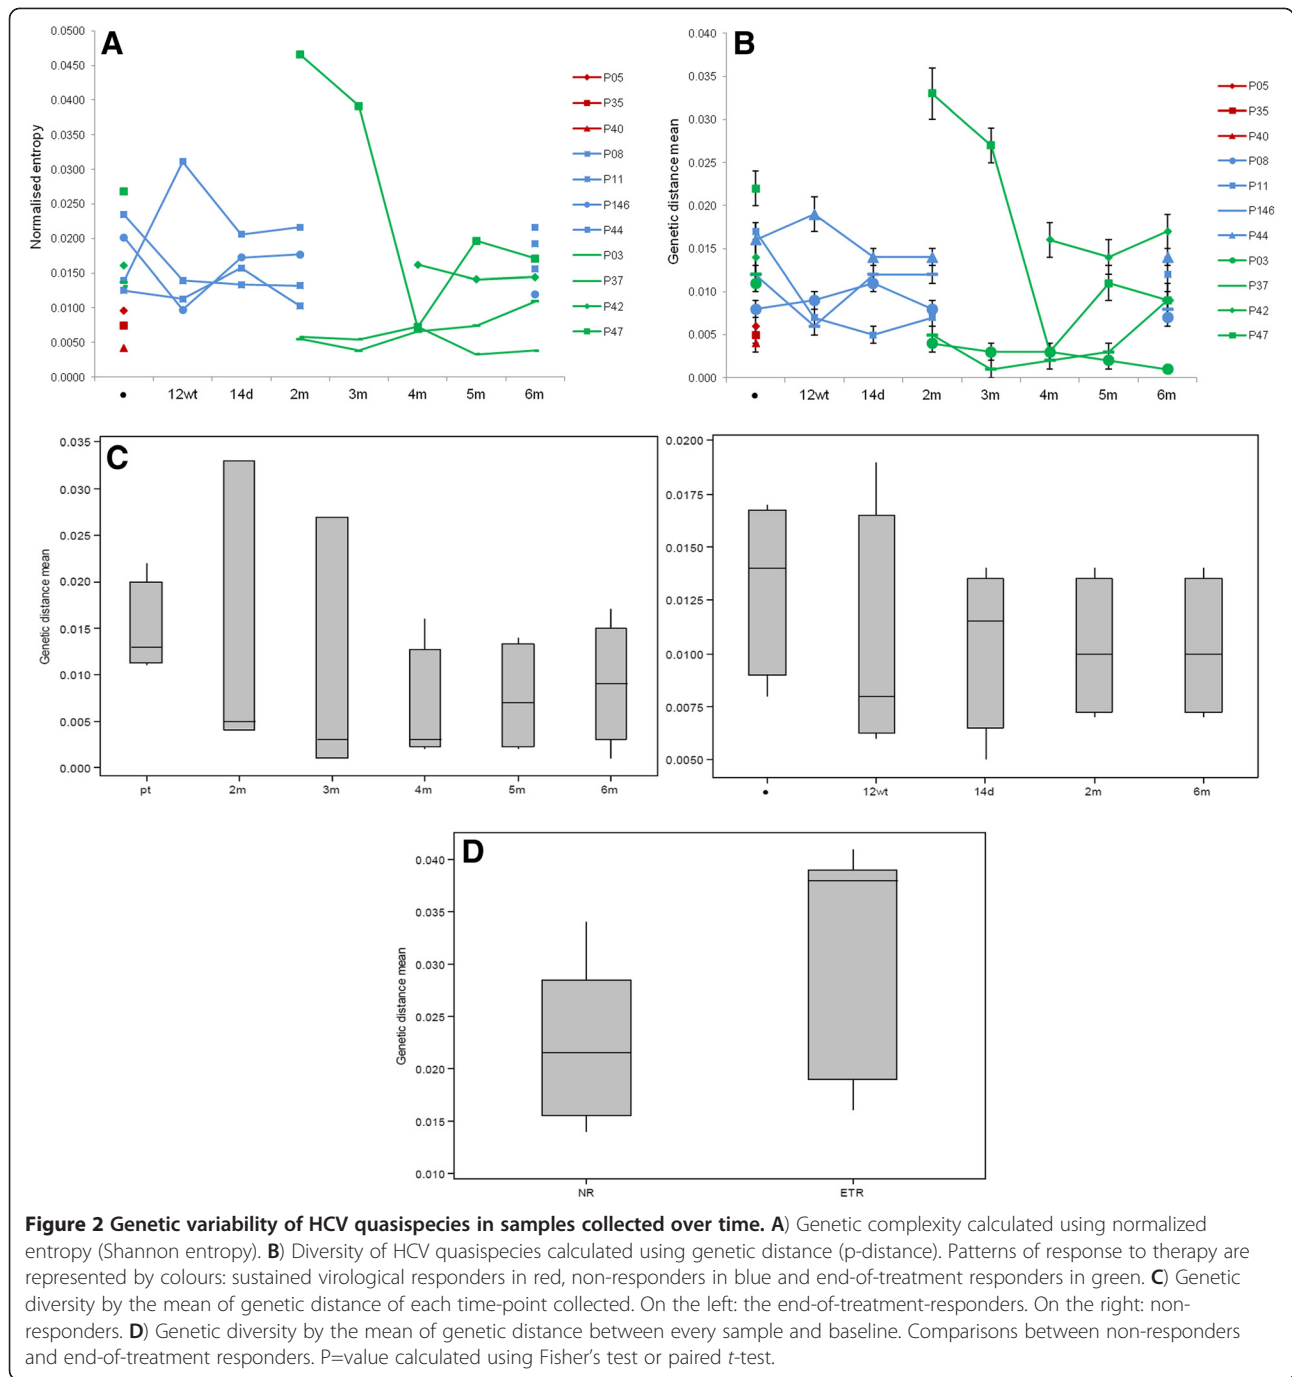 A
Normalised entropy
0.0500
0.0450
0.0400
0.0350
0.0300
0.0250
0.0200
0.0150
0.0100
0.0050
0.0000
• 12wt 14d 2m 3m 4m 5m 6m
P05
P35
P40
P08
P11
P146
P44
P03
P37
P42
P47
B
Genetic distance mean
0.040
0.035
0.030
0.025
0.020
0.015
0.010
0.005
0.000
• 12wt 14d 2m 3m 4m 5m 6m
P05
P35
P40
P08
P11
P146
P44
P03
P37
P42
P47
C
Genetic distance mean
0.035
0.030
0.025
0.020
0.015
0.010
0.005
0.000
pt 2m 3m 4m 5m 6m
0.0200
0.0175
0.0150
0.0125
0.0100
0.0075
0.0050
• 12wt 14d 2m 6m
D
Genetic distance mean
0.040
0.035
0.030
0.025
0.020
0.015
0.010
NR ETR
Figure 2 Genetic variability of HCV quasispecies in samples collected over time. A) Genetic complexity calculated using normalized
entropy (Shannon entropy). B) Diversity of HCV quasispecies calculated using genetic distance (p-distance). Patterns of response to therapy are
represented by colours: sustained virological responders in red, non-responders in blue and end-of-treatment responders in green. C) Genetic
diversity by the mean of genetic distance of each time-point collected. On the left: the end-of-treatment-responders. On the right: non-
responders. D) Genetic diversity by the mean of genetic distance between every sample and baseline. Comparisons between non-responders
and end-of-treatment responders. P=value calculated using Fisher's test or paired t-test.